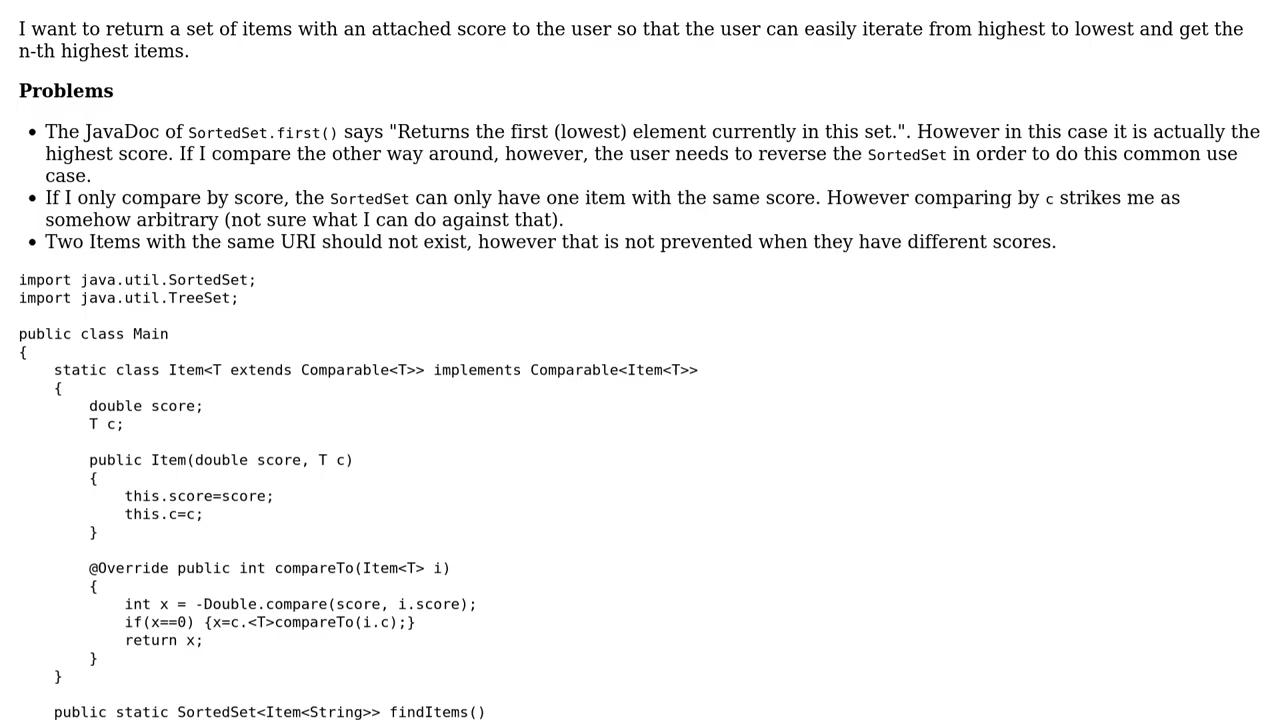 I want to return a set of items with an attached score to the user so that the user can easily iterate from highest to lowest and get the
n-th highest items.
Problems
• The JavaDoc of SortedSet.first() says "Returns the first (lowest) element currently in this set.". However in this case it is actually the
highest score. If I compare the other way around, however, the user needs to reverse the SortedSet in order to do this common use
case.
• If I only compare by score, the SortedSet can only have one item with the same score. However comparing by c strikes me as
somehow arbitrary (not sure what I can do against that).
• Two Items with the same URI should not exist, however that is not prevented when they have different scores.
import java.util.SortedSet;
import java.util.TreeSet;
public class Main
{
    static class Item<T extends Comparable<T>> implements Comparable<Item<T>>
    {
        double score;
        T c;
        public Item(double score, T c)
        {
            this.score=score;
            this.c=c;
        }
        @Override public int compareTo(Item<T> i)
        {
            int x = -Double.compare(score, i.score);
            if(x==0) {x=c.<T>compareTo(i.c);}
            return x;
        }
    }
    public static SortedSet<Item<String>> findItems()